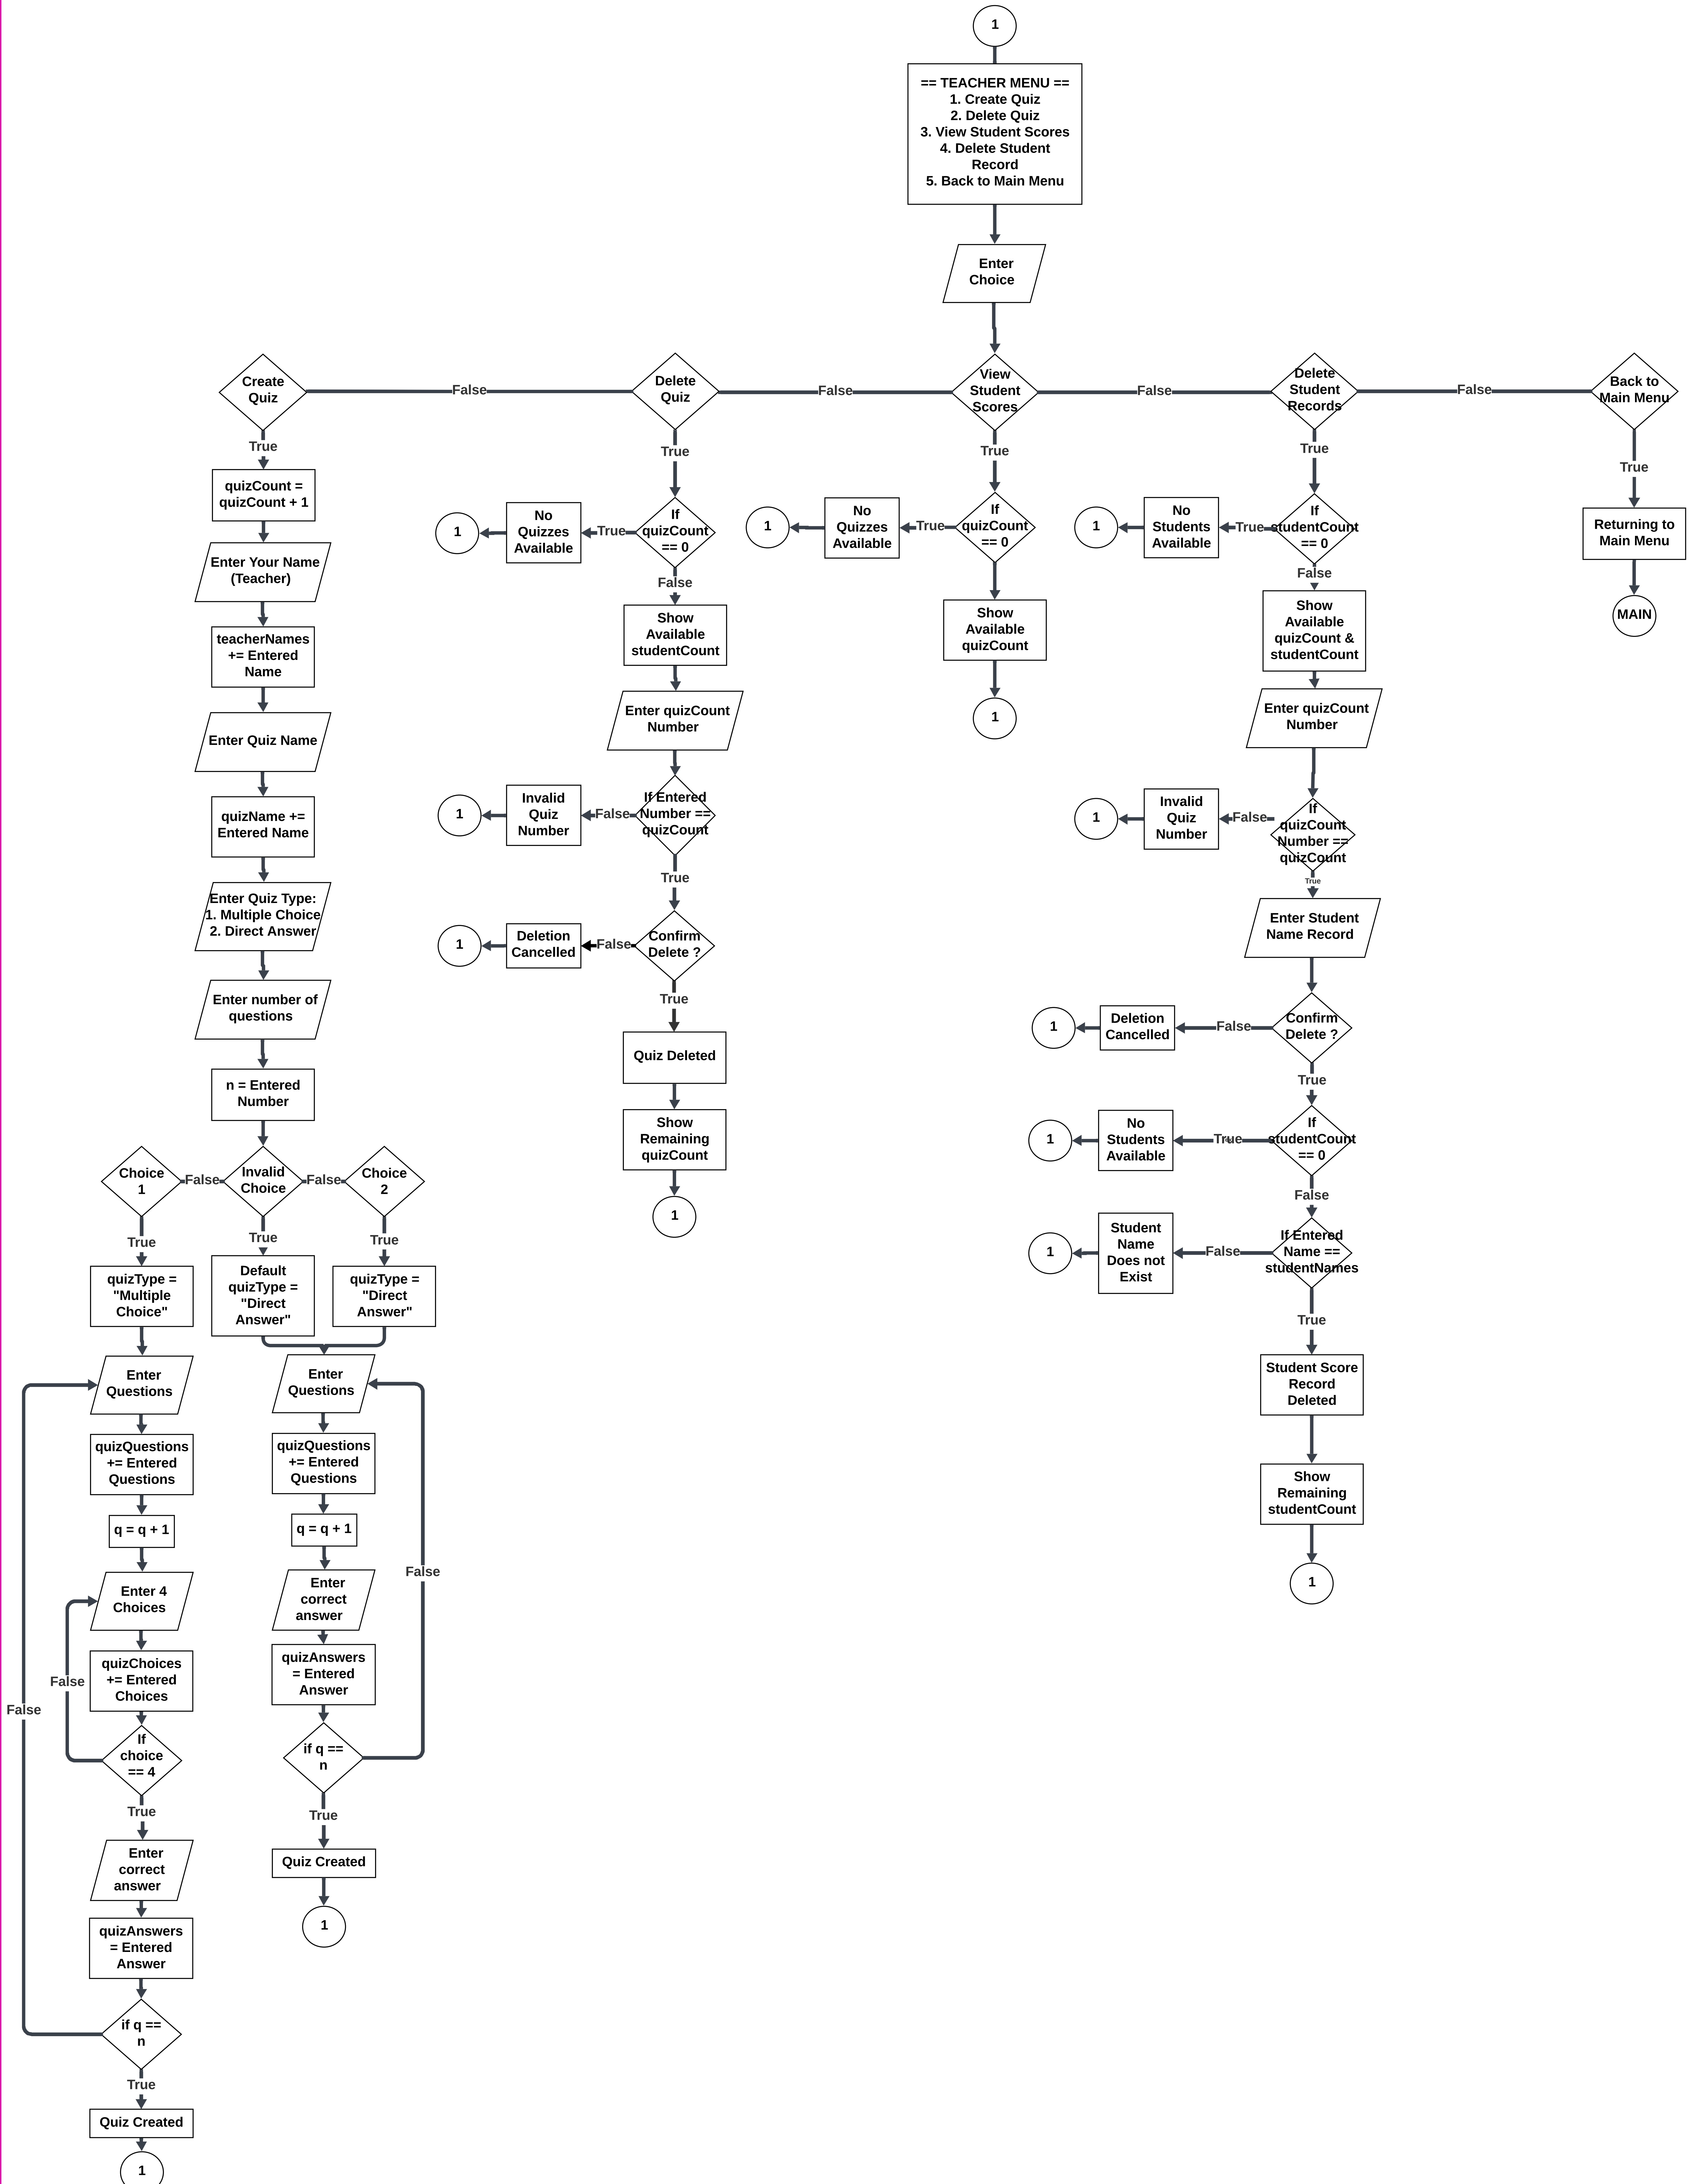 1
== TEACHER MENU ==
1. Create Quiz
2. Delete Quiz
3. View Student Scores
4. Delete Student
Record
5. Back to Main Menu
Enter
Choice
Create
Quiz
False
Delete
Quiz
False
View
Student
Scores
False
Delete
Student
Records
False
Back to
Main Menu
True
quizCount =
quizCount + 1
Enter Your Name
(Teacher)
teacherNames
+= Entered
Name
Enter Quiz Name
quizName +=
Entered Name
Enter Quiz Type:
1. Multiple Choice
2. Direct Answer
Enter number of
questions
n = Entered
Number
Choice
1
False
Invalid
Choice
False
Choice
2
True
True
True
quizType =
"Multiple
Choice"
Default
quizType =
"Direct
Answer"
quizType =
"Direct
Answer"
Enter
Questions
quizQuestions
+= Entered
Questions
q = q + 1
Enter 4
Choices
quizChoices
+= Entered
Choices
False
False
If
choice
== 4
True
Enter
correct
answer
quizAnswers
= Entered
Answer
if q ==
n
True
Quiz Created
1
Enter
Questions
quizQuestions
+= Entered
Questions
q = q + 1
Enter
correct
answer
False
quizAnswers
= Entered
Answer
if q ==
n
True
Quiz Created
1
True
1
No
Quizzes
Available
True
If
quizCount
== 0
False
Show
Available
studentCount
Enter quizCount
Number
1
Invalid
Quiz
Number
False
If Entered
Number ==
quizCount
True
1
Deletion
Cancelled
False
Confirm
Delete ?
True
Quiz Deleted
Show
Remaining
quizCount
1
True
1
No
Quizzes
Available
True
If
quizCount
== 0
Show
Available
quizCount
1
True
1
No
Students
Available
True
If
studentCount
== 0
False
Show
Available
quizCount &
studentCount
Enter quizCount
Number
1
Invalid
Quiz
Number
False
If
quizCount
Number ==
quizCount
True
Enter Student
Name Record
1
Deletion
Cancelled
False
Confirm
Delete ?
True
1
No
Students
Available
True
If
studentCount
== 0
False
1
Student
Name
Does not
Exist
False
If Entered
Name ==
studentNames
True
Student Score
Record
Deleted
Show
Remaining
studentCount
1
True
Returning to
Main Menu
MAIN